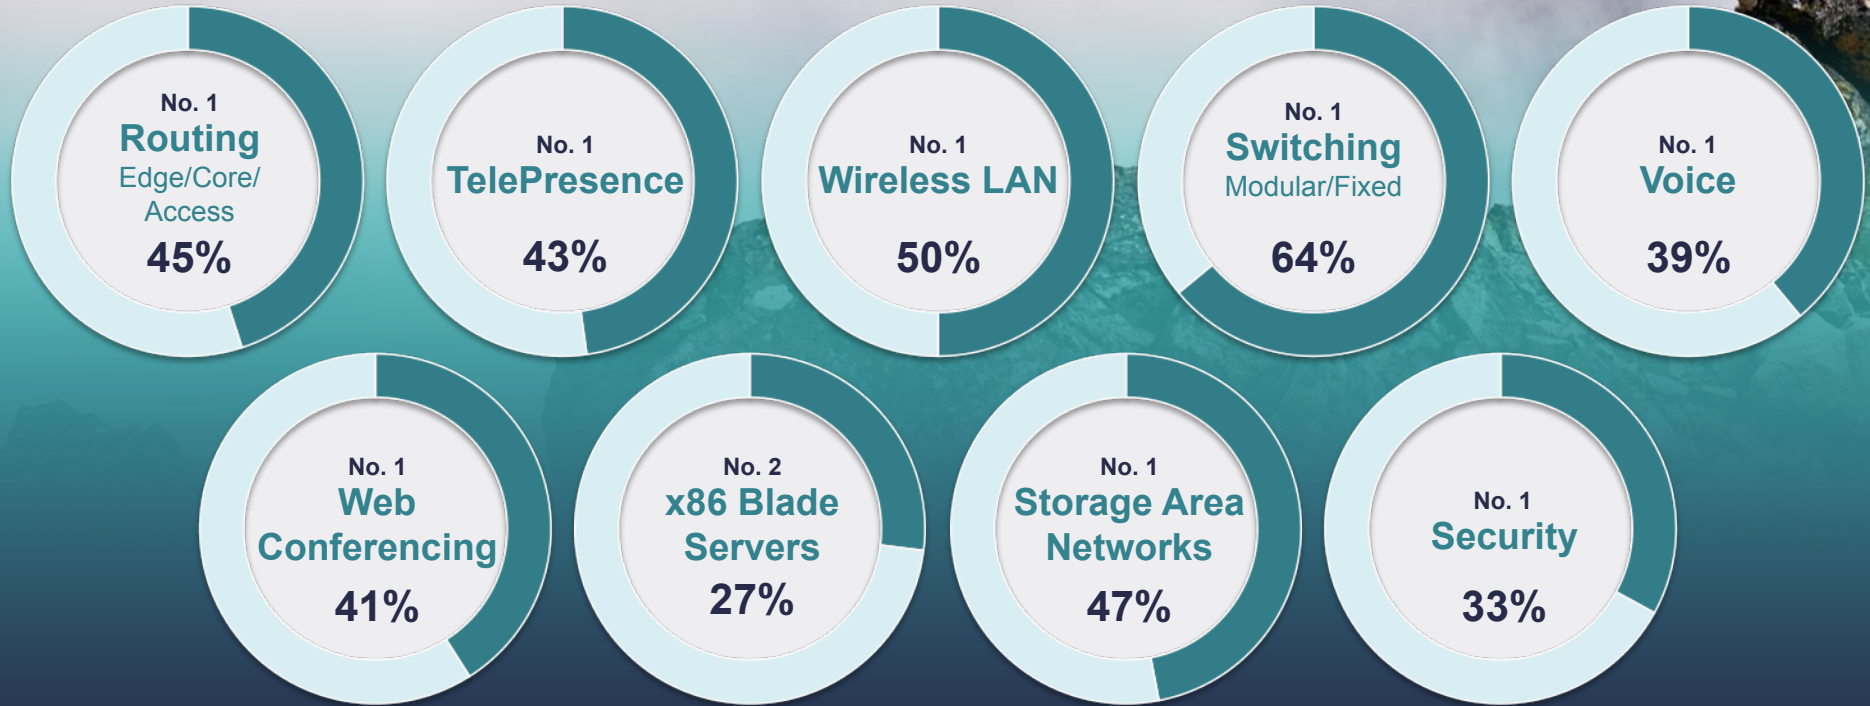 No. 1
Routing
Edge/Core/
Access
45%
No. 1
TelePresence
43%
No. 1
Wireless LAN
50%
No. 1
Switching
Modular/Fixed
64%
No. 1
Voice
39%
No. 1
Web
Conferencing
41%
No. 2
x86 Blade
Servers
27%
No. 1
Storage Area
Networks
47%
No. 1
Security
33%